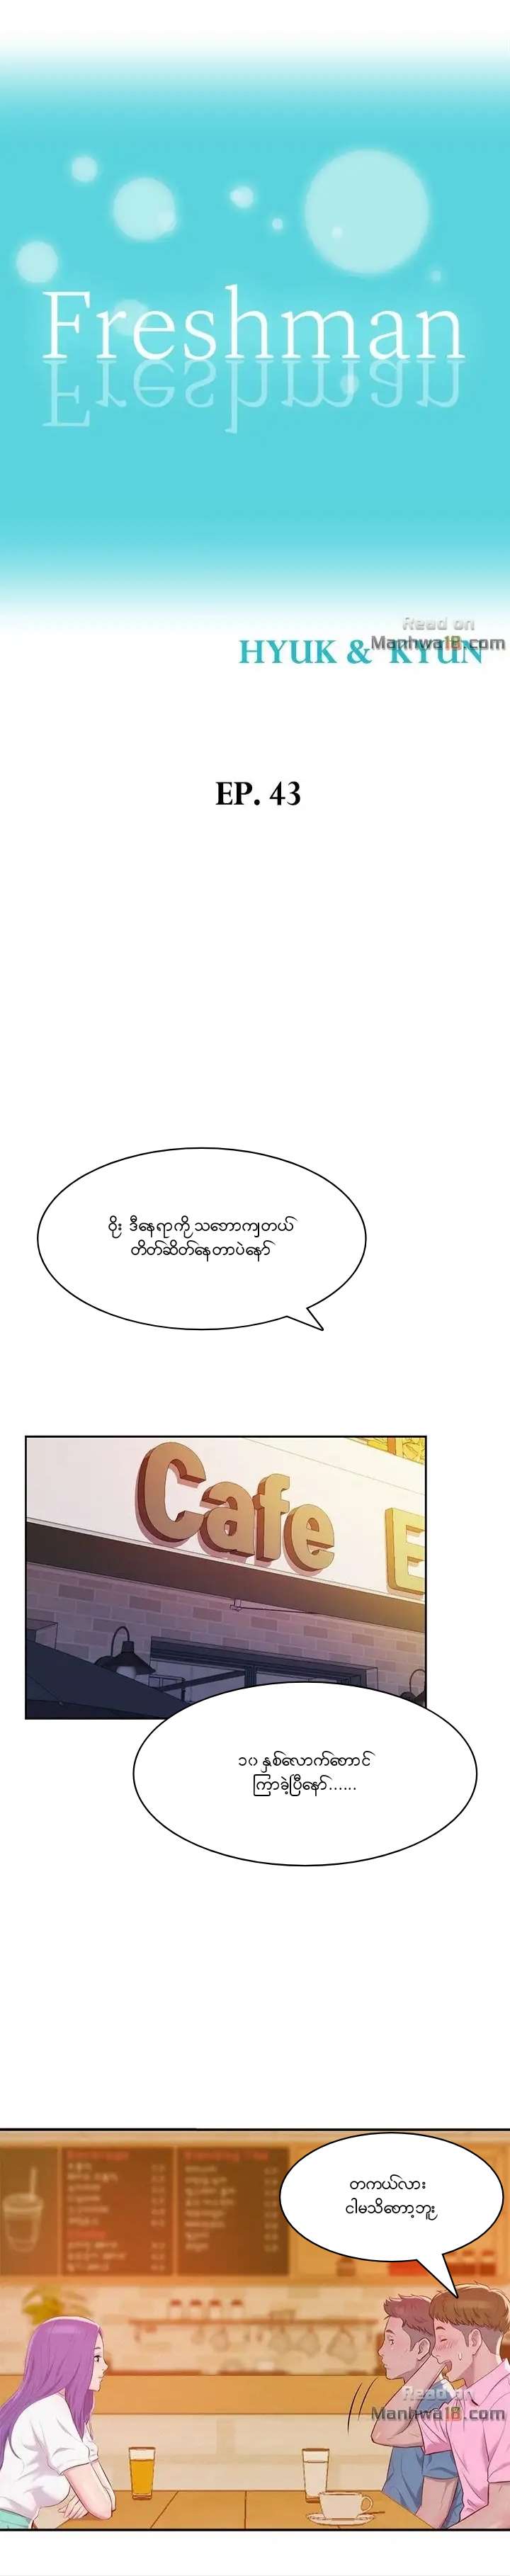 Freshman
Read on
Manhwa18.com
HYUK & KYUN
EP. 43
ဝိုး ဒီနေရာကို သဘောကျတယ်
တိတ်ဆိတ်နေတာပဲနော်
Cafe E
၁၀ နှစ်လောက်တောင်
ကြာခဲ့ပြီနော်......
တကယ်လား
ငါမသိတော့ဘူး
Read on
Manhwa18.com